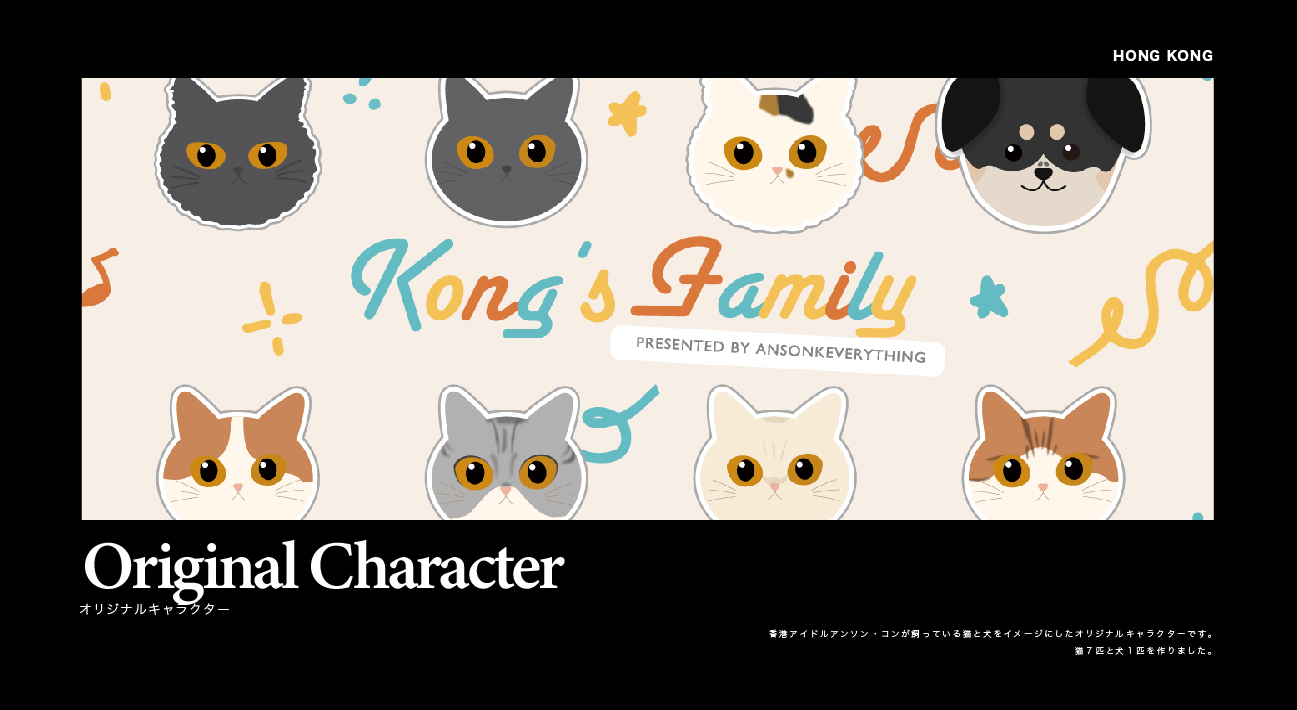 HONG KONG
Kong's Family
PRESENTED BY ANSONKEVERYTHING
Original Character
オリジナルキャラクター
香港アイドルアンソン・コンが飼っている猫と犬をイメージにしたオリジナルキャラクターです。
猫7匹と犬1匹を作りました。